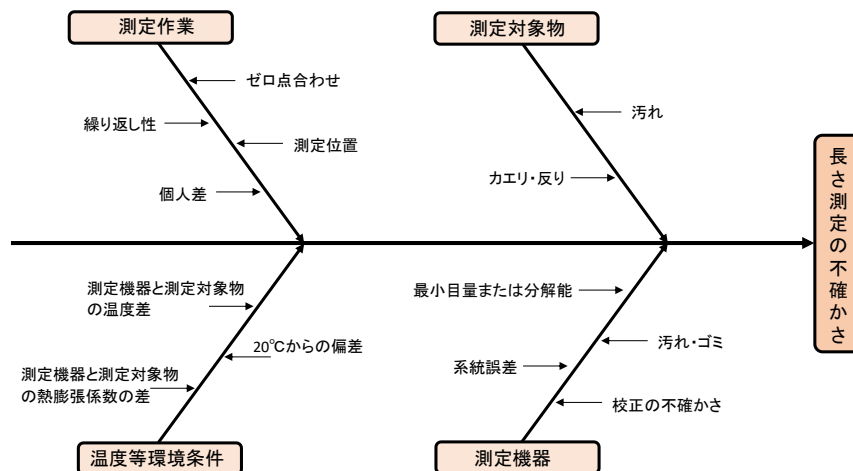 測定作業
測定対象物
ゼロ点合わせ
繰り返し性
測定位置
個人差
汚れ
カエリ・反り
長さ測定の不確かさ
測定機器と測定対象物
の温度差
20℃からの偏差
測定機器と測定対象物
の熱膨張係数の差
最小目量または分解能
汚れ・ゴミ
系統誤差
校正の不確かさ
温度等環境条件
測定機器